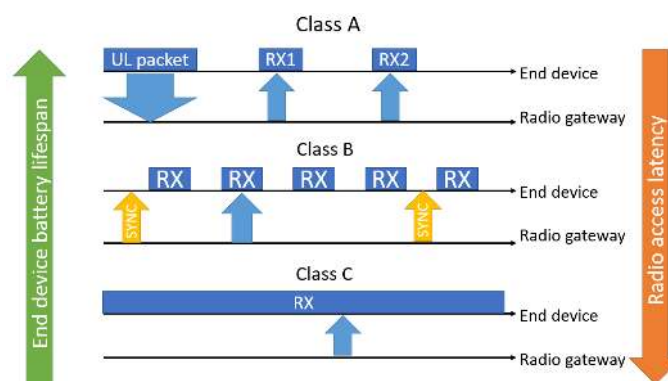 Class A
UL packet
RX1
RX2
End device
Radio gateway
Class B
RX
RX
RX
RX
RX
End device
SYNC
SYNC
Radio gateway
Class C
RX
End device
Radio gateway
End device battery lifespan
Radio access latency